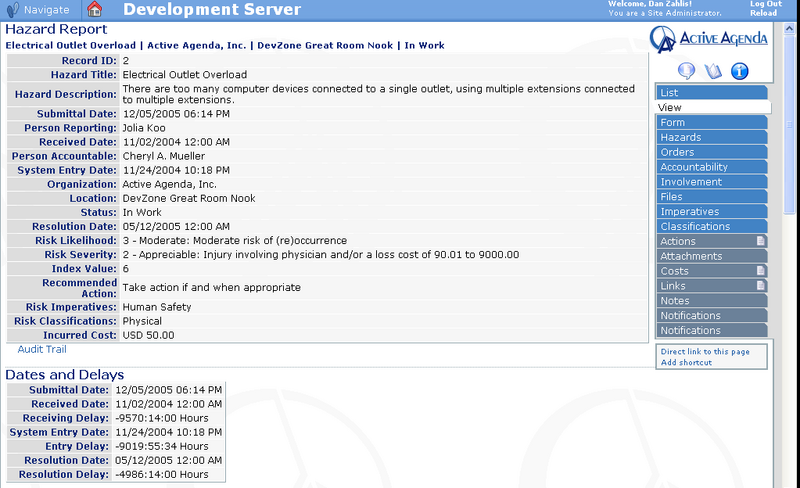 Navigate
Development Server
Welcome, Dan Zahlis!
You are a Site Administrator.
Log Out
Reload
Hazard Report
Electrical Outlet Overload | Active Agenda, Inc. | DevZone Great Room Nook | In Work
Record ID: 2
Hazard Title: Electrical Outlet Overload
Hazard Description: There are too many computer devices connected to a single outlet, using multiple extensions connected
to multiple extensions.
Submittal Date: 12/05/2005 06:14 PM
Person Reporting: Jolia Koo
Received Date: 11/02/2004 12:00 AM
Person Accountable: Cheryl A. Mueller
System Entry Date: 11/24/2004 10:18 PM
Organization: Active Agenda, Inc.
Location: DevZone Great Room Nook
Status: In Work
Resolution Date: 05/12/2005 12:00 AM
Risk Likelihood: 3 - Moderate: Moderate risk of (re)occurrence
Risk Severity: 2 - Appreciable: Injury involving physician and/or a loss cost of 90.01 to 9000.00
Index Value: 6
Recommended
Action: Take action if and when appropriate
Risk Imperatives: Human Safety
Risk Classifications: Physical
Incurred Cost: USD 50.00
Audit Trail
Dates and Delays
Submittal Date: 12/05/2005 06:14 PM
Received Date: 11/02/2004 12:00 AM
Receiving Delay: -9570:14:00 Hours
System Entry Date: 11/24/2004 10:18 PM
Entry Delay: -9019:55:34 Hours
Resolution Date: 05/12/2005 12:00 AM
Resolution Delay: -4986:14:00 Hours
ACTIVE AGENDA
List
View
Form
Hazards
Orders
Accountability
Involvement
Files
Imperatives
Classifications
Actions
Attachments
Costs
Links
Notes
Notifications
Notifications
Direct link to this page
Add shortcut